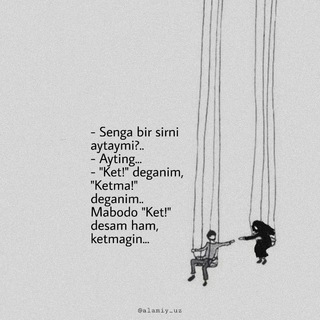 - Senga bir sirni
aytaymi?..
- Ayting...
- "Ket!" deganim,
"Ketma!"
deganim..
Mabodo "Ket!"
desam ham,
ketmagin...
@alamiy_uz